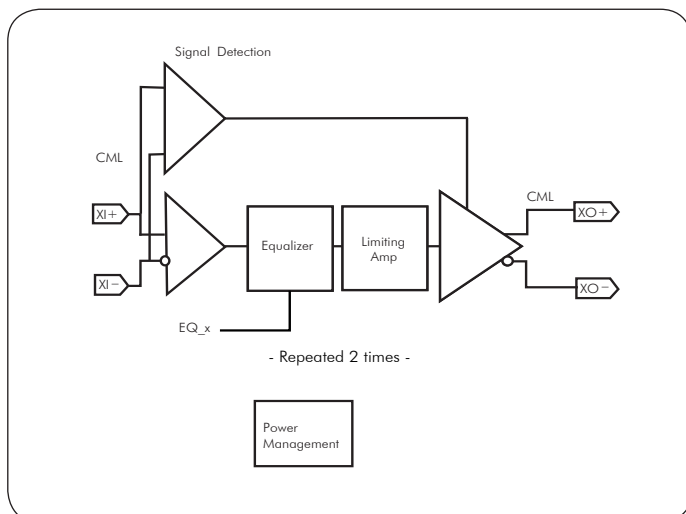 Signal Detection
CML
XI+
XI−
CML
XO+
XO−
Equalizer
Limiting
Amp
EQ_x
- Repeated 2 times -
Power
Management